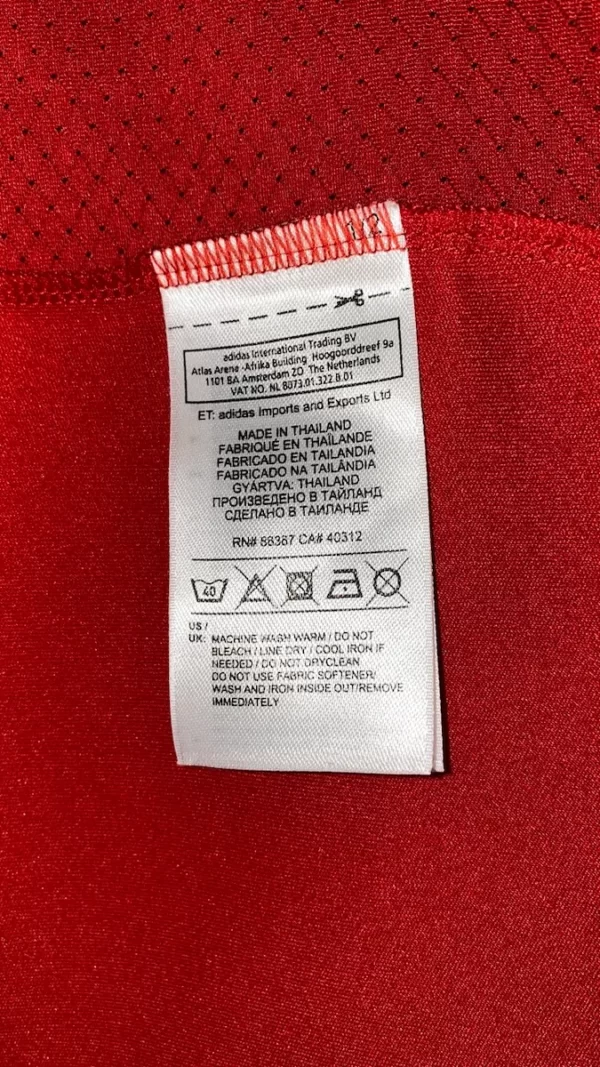 1/2
adidas International Trading BV
Atlas Arena -Afrika Building Hoogoorddreef 9a
1101 BA Amsterdam ZO The Netherlands
VAT NO. NL 8073.01.322.B.01
ET: adidas Imports and Exports Ltd
MADE IN THAILAND
FABRIQUÉ EN THAÏLANDE
FABRICADO EN TAILANDIA
FABRICADO NA TAILÂNDIA
GYÁRTVA: THAILAND
ПРОИЗВЕДЕНО В ТАЙЛАНД
СДЕЛАНО В ТАИЛАНДЕ
RN# 88387 CA# 40312
40
US /
UK: MACHINE WASH WARM / DO NOT
BLEACH / LINE DRY / COOL IRON IF
NEEDED / DO NOT DRYCLEAN
DO NOT USE FABRIC SOFTENER/
WASH AND IRON INSIDE OUT/REMOVE
IMMEDIATELY